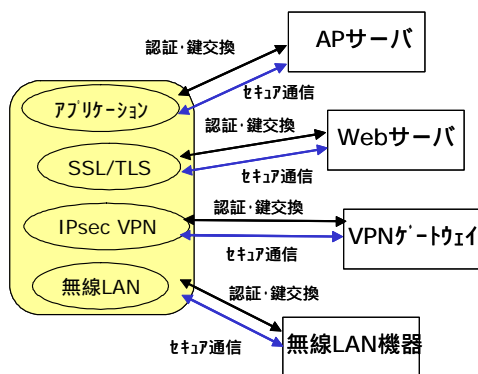 認証･鍵交換
APサーバ
ｾｷｭｱ通信
ｱﾌﾟﾘｹｰｼｮﾝ
認証･鍵交換
Webサーバ
SSL/TLS
ｾｷｭｱ通信
認証･鍵交換
IPsec VPN
VPNｹﾞｰﾄｳｪｲ
ｾｷｭｱ通信
無線LAN
認証･鍵交換
ｾｷｭｱ通信
無線LAN機器